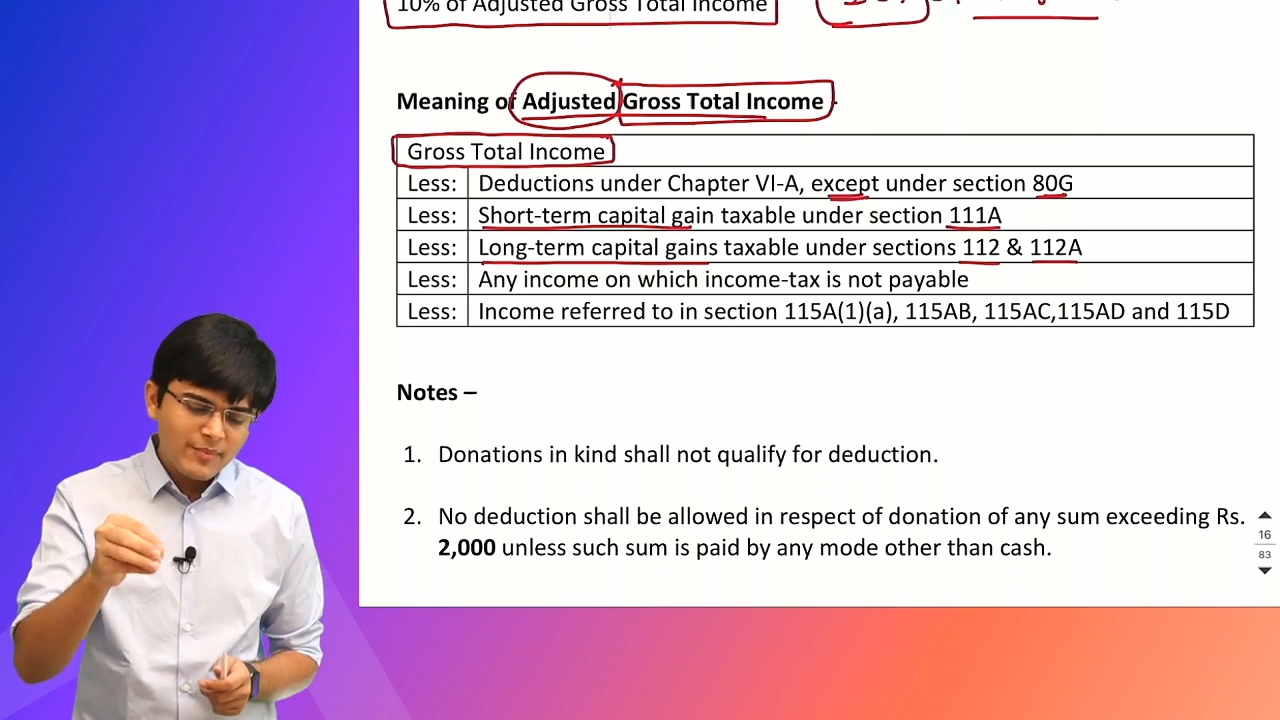 10% of Adjusted Gross Total Income
Meaning of Adjusted Gross Total Income -
Gross Total Income
Less: Deductions under Chapter VI-A, except under section 80G
Less: Short-term capital gain taxable under section 111A
Less: Long-term capital gains taxable under sections 112 & 112A
Less: Any income on which income-tax is not payable
Less: Income referred to in section 115A(1)(a), 115AB, 115AC,115AD and 115D
Notes –
1. Donations in kind shall not qualify for deduction.
2. No deduction shall be allowed in respect of donation of any sum exceeding Rs.
2,000 unless such sum is paid by any mode other than cash.
16
83